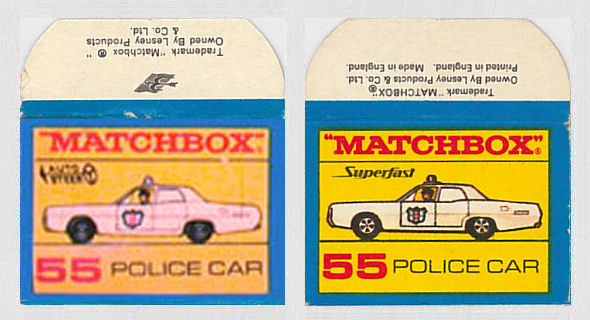 Trademark "Matchbox ®
Owned By Lesney Products
& Co. Ltd.
"MATCHBOX"
AUTO
STEER
55 POLICE CAR
Trademark "MATCHBOX"®
Owned By Lesney Products & Co. Ltd.
Printed in England. Made in England.
"MATCHBOX"®
Superfast
55 POLICE CAR